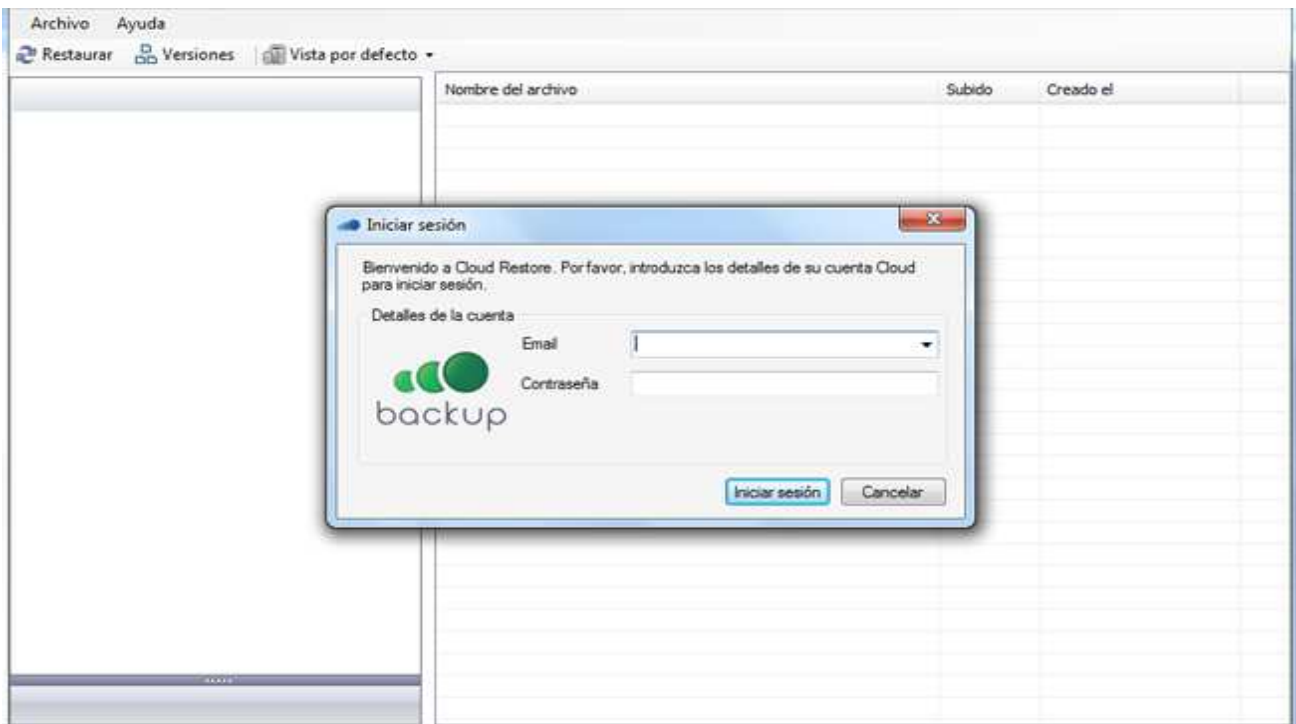 Archivo Ayuda
Restaurar Versiones Vista por defecto
Nombre del archivo Subido Creado el
Iniciar sesión
Bienvenido a Cloud Restore. Por favor, introduzca los detalles de su cuenta Cloud
para iniciar sesión.
Detalles de la cuenta
Email
Contraseña
backup
Iniciar sesión Cancelar